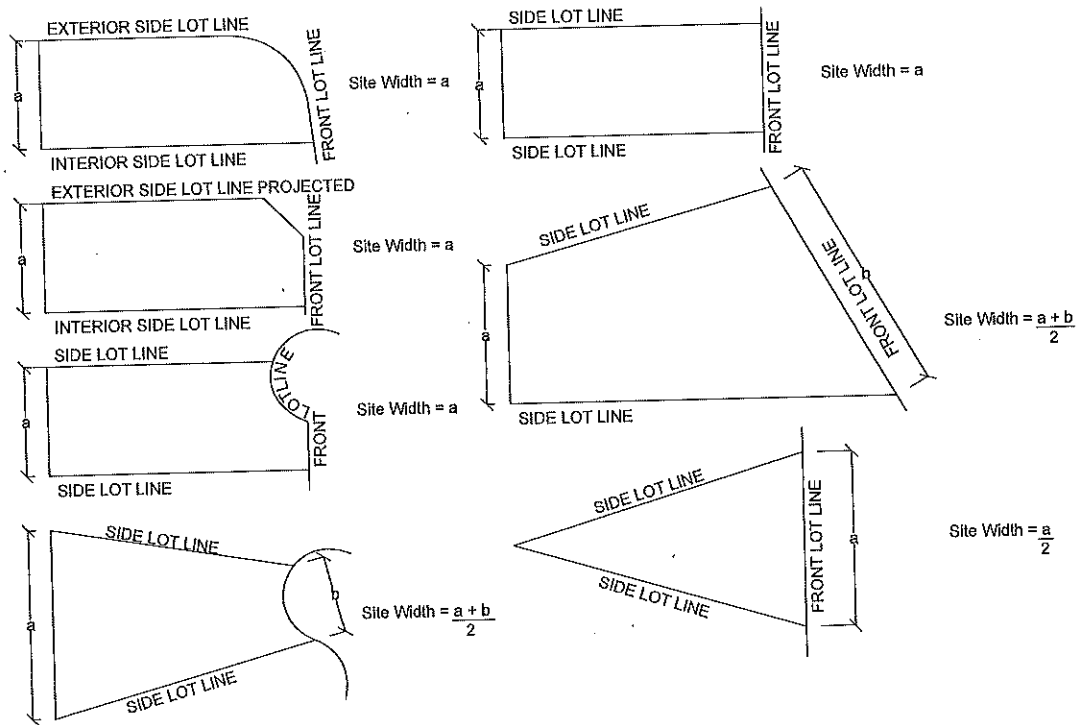 EXTERIOR SIDE LOT LINE
a
FRONT LOT LINE
Site Width = a
INTERIOR SIDE LOT LINE
SIDE LOT LINE
a
FRONT LOT LINE
Site Width = a
SIDE LOT LINE
EXTERIOR SIDE LOT LINE PROJECTED
a
FRONT LOT LINE
Site Width = a
INTERIOR SIDE LOT LINE
SIDE LOT LINE
a
b
FRONT LOT LINE
Site Width = a + b
2
SIDE LOT LINE
SIDE LOT LINE
a
LOTLINE
FRONT
Site Width = a
SIDE LOT LINE
SIDE LOT LINE
FRONT LOT LINE
a
Site Width = a
2
SIDE LOT LINE
SIDE LOT LINE
a
b
Site Width = a + b
2
SIDE LOT LINE